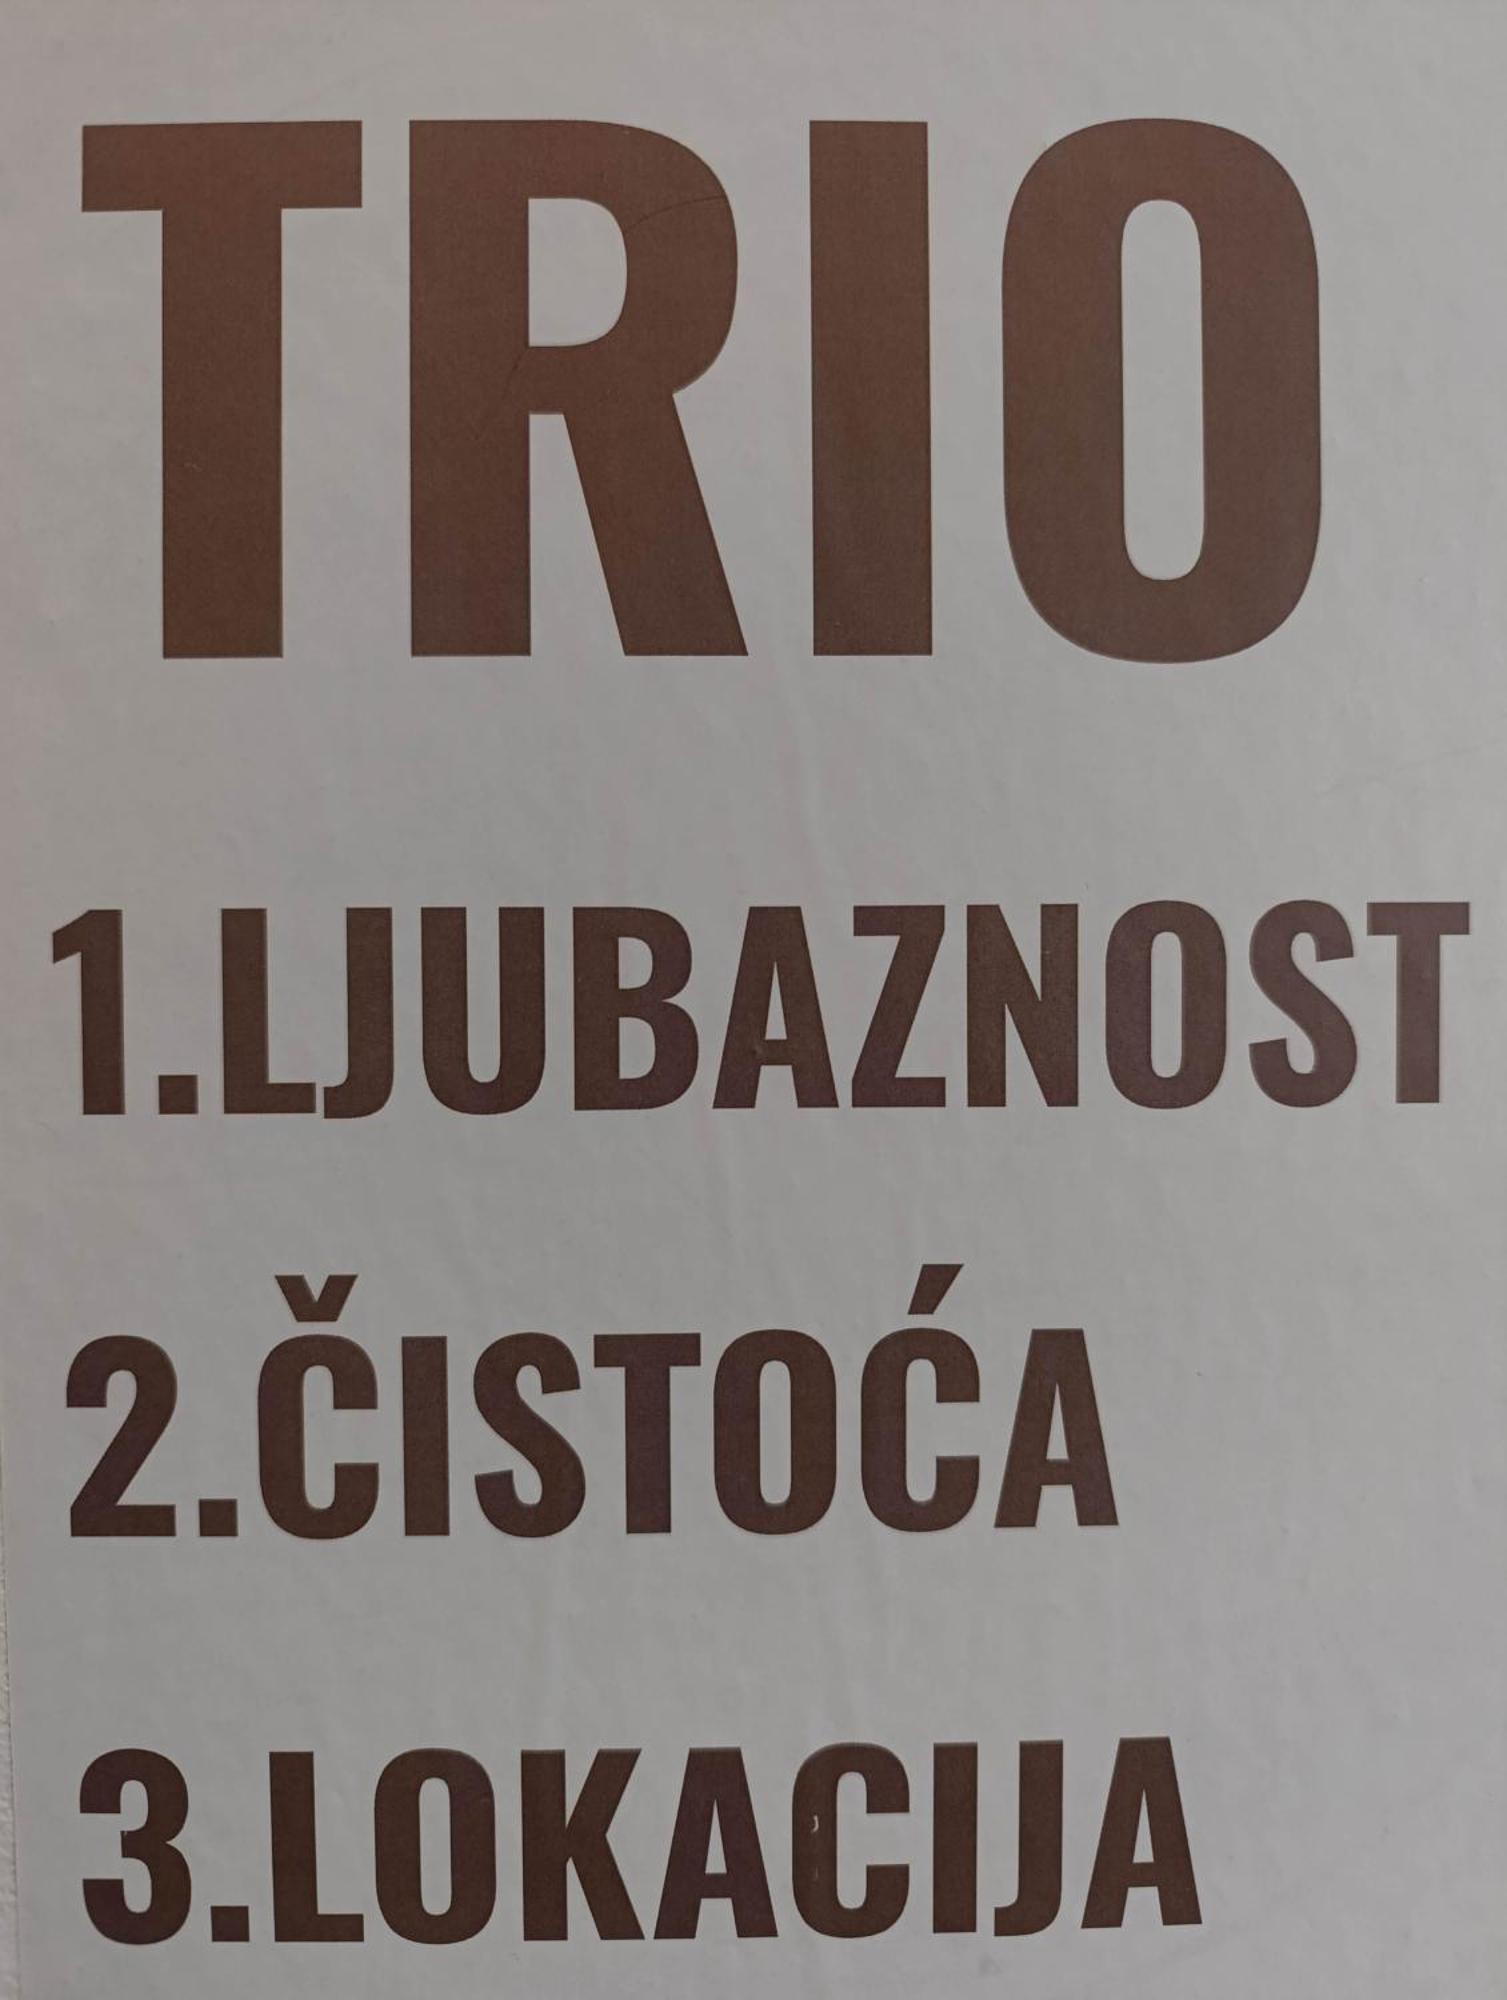 TRIO
1.LJUBAZNOST
2.ČISTOĆA
3.LOKACIJA